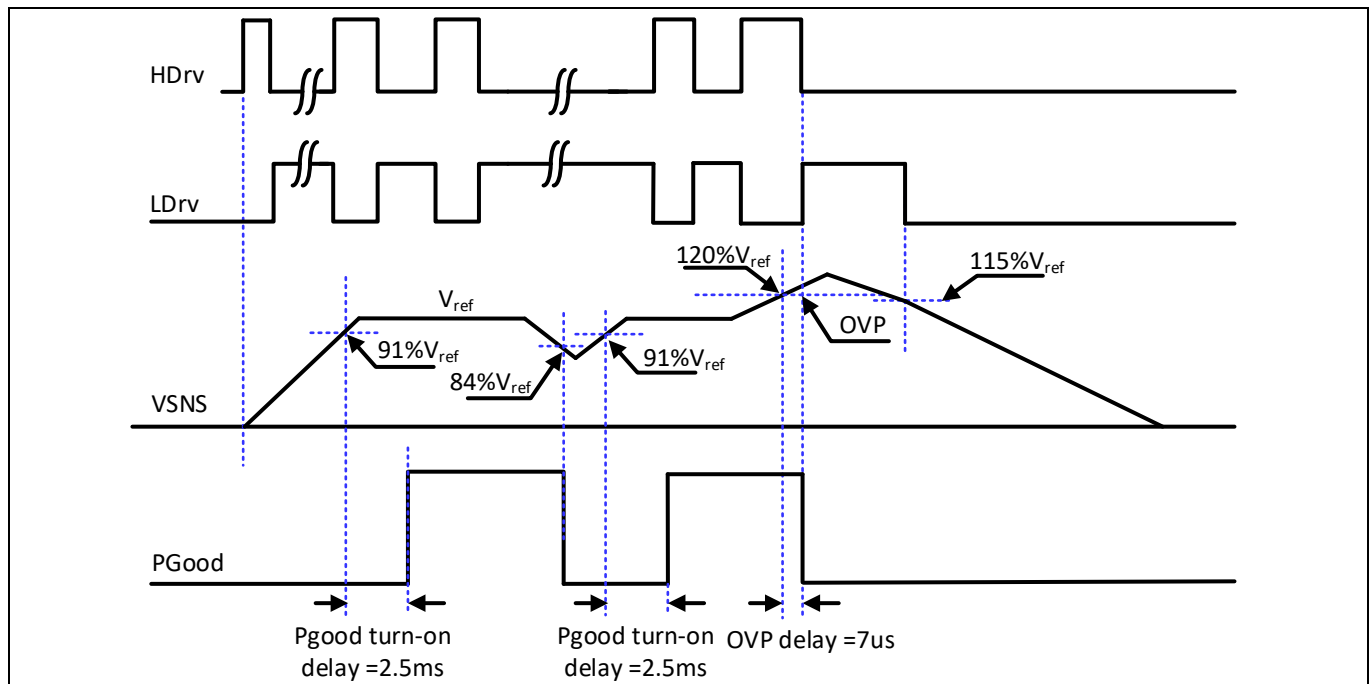 HDrv
LDrv
120%Vref
115%Vref
Vref
OVP
91%Vref
84%Vref
91%Vref
VSNS
PGood
Pgood turn-on
delay =2.5ms
Pgood turn-on
delay =2.5ms
OVP delay =7us